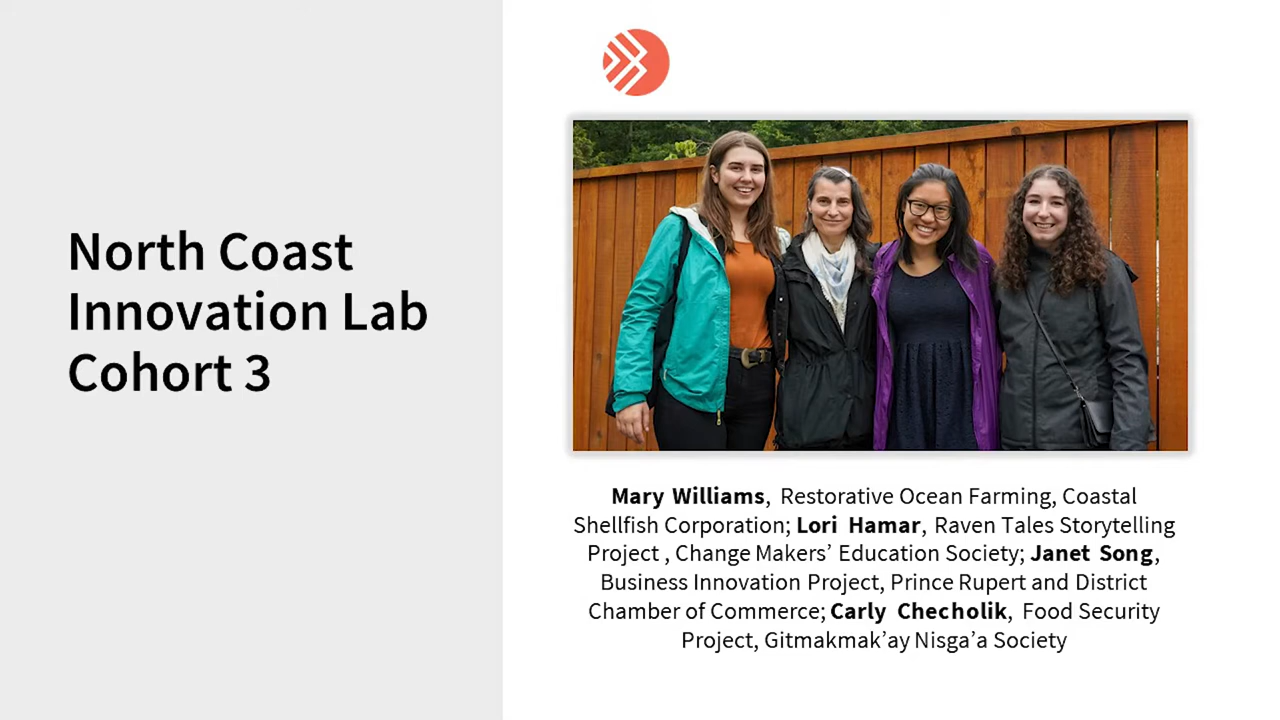 North Coast
Innovation Lab
Cohort 3
Mary Williams, Restorative Ocean Farming, Coastal
Shellfish Corporation; Lori Hamar, Raven Tales Storytelling
Project , Change Makers’ Education Society; Janet Song,
Business Innovation Project, Prince Rupert and District
Chamber of Commerce; Carly Checholik, Food Security
Project, Gitmakmak’ay Nisga’a Society